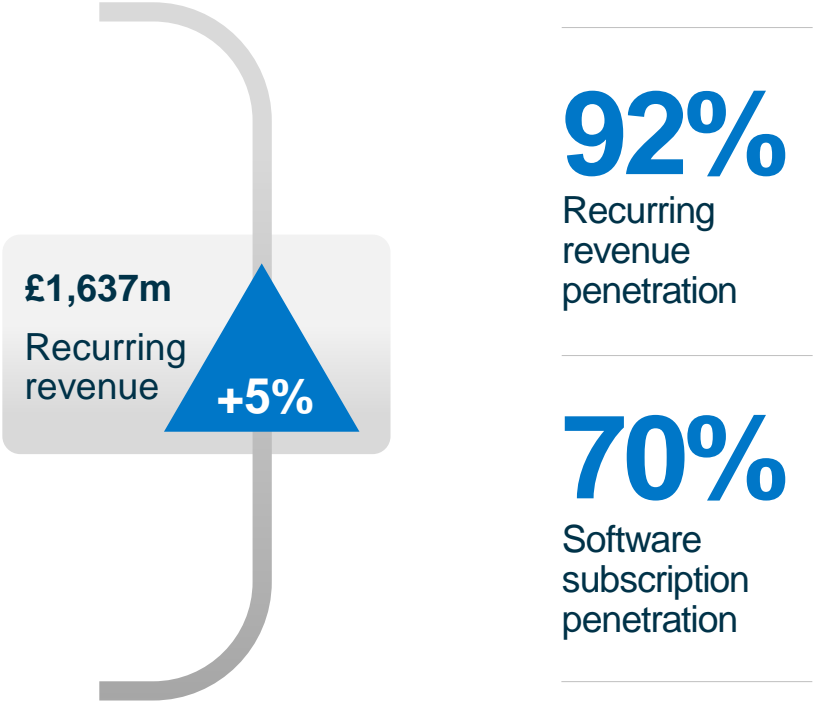 £1,637m
Recurring
revenue
+5%
92%
Recurring
revenue
penetration
70%
Software
subscription
penetration